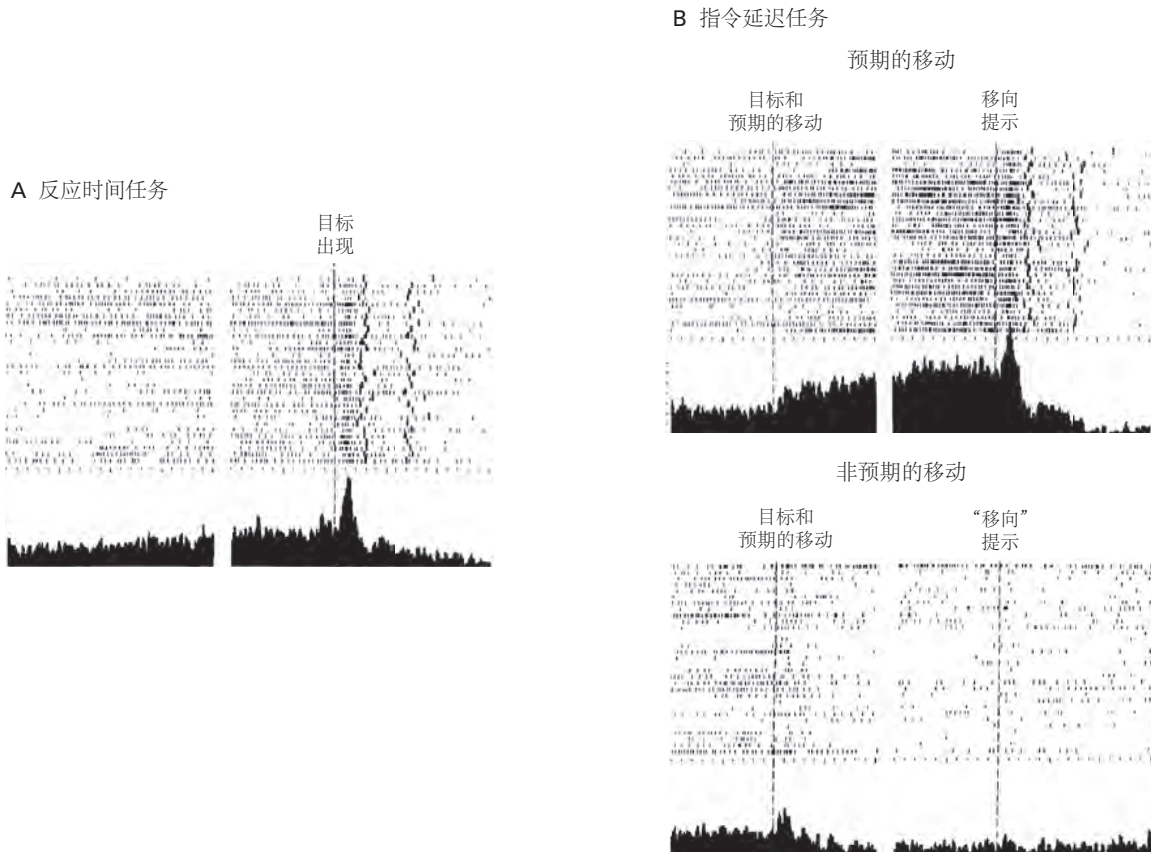 A 反应时间任务
目标
出现
B 指令延迟任务
预期的移动
目标和
预期的移动
移向
提示
非预期的移动
目标和
预期的移动
“移向”
提示